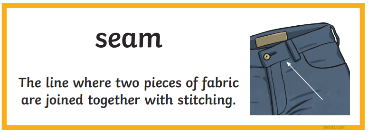 seam
The line where two pieces of fabric
are joined together with stitching.